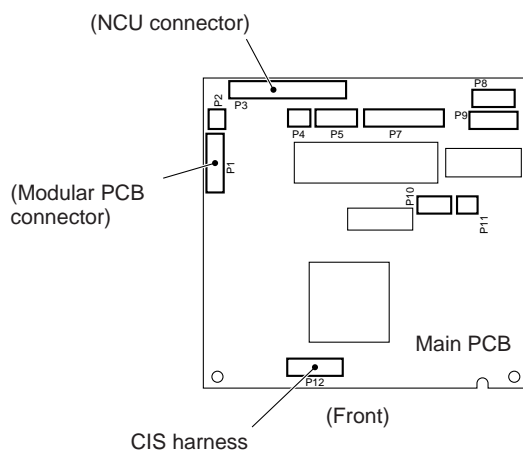 (NCU connector)
P8
P2
P3
P9
P4
P5
P7
P1
(Modular PCB
connector)
P10
P11
Main PCB
P12
(Front)
CIS harness